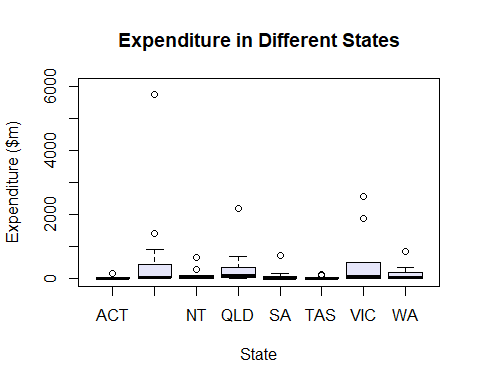 Expenditure in Different States
Expenditure ($m)
6000
4000
2000
0
ACT NT QLD SA TAS VIC WA
State